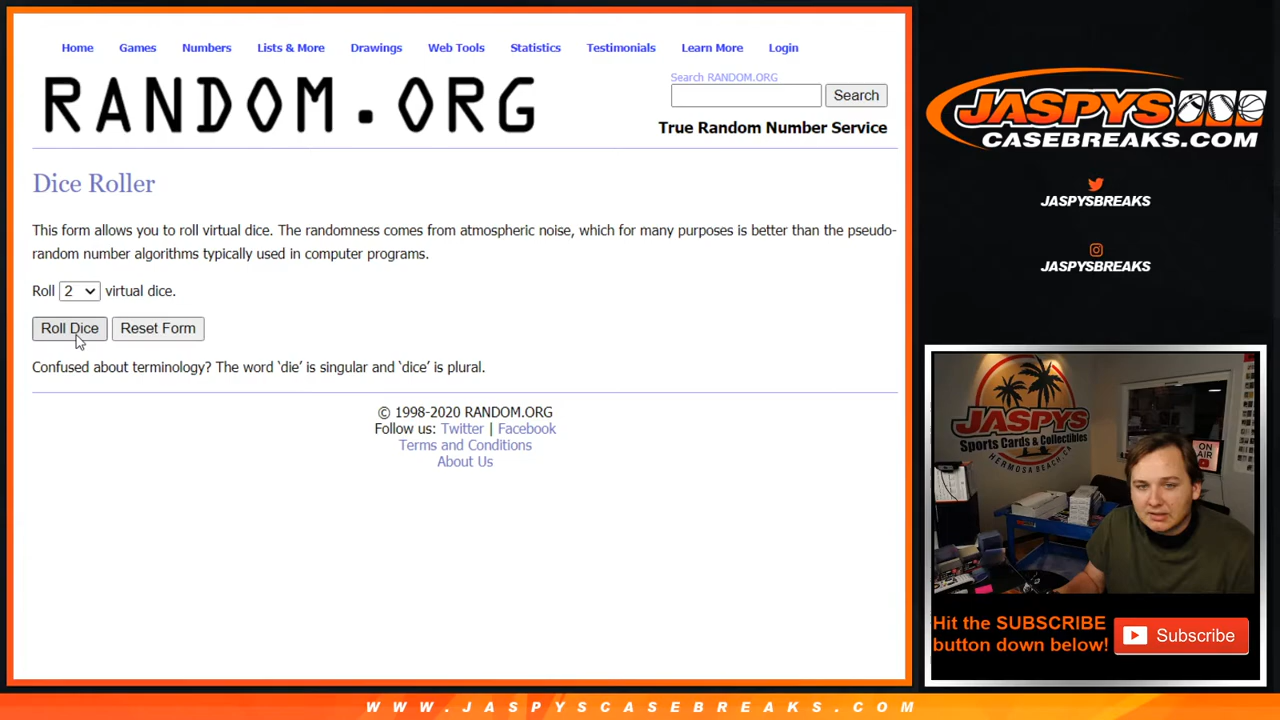 Home Games Numbers Lists & More Drawings Web Tools Statistics Testimonials Learn More Login
RANDOM.ORG
Search RANDOM.ORG
Search
True Random Number Service
Dice Roller
This form allows you to roll virtual dice. The randomness comes from atmospheric noise, which for many purposes is better than the pseudo-
random number algorithms typically used in computer programs.
Roll 2 virtual dice.
Roll Dice Reset Form
Confused about terminology? The word ‘die’ is singular and ‘dice’ is plural.
© 1998-2020 RANDOM.ORG
Follow us: Twitter | Facebook
Terms and Conditions
About Us
JASPYS
CASEBREAKS.COM
JASPYSBREAKS
JASPYSBREAKS
JASPYS
Sports Cards & Collectibles
HERMOSA BEACH, CA
ON
AIR
Hit the SUBSCRIBE
button down below!
Subscribe
WWW.JASPYSCASEBREAKS.COM